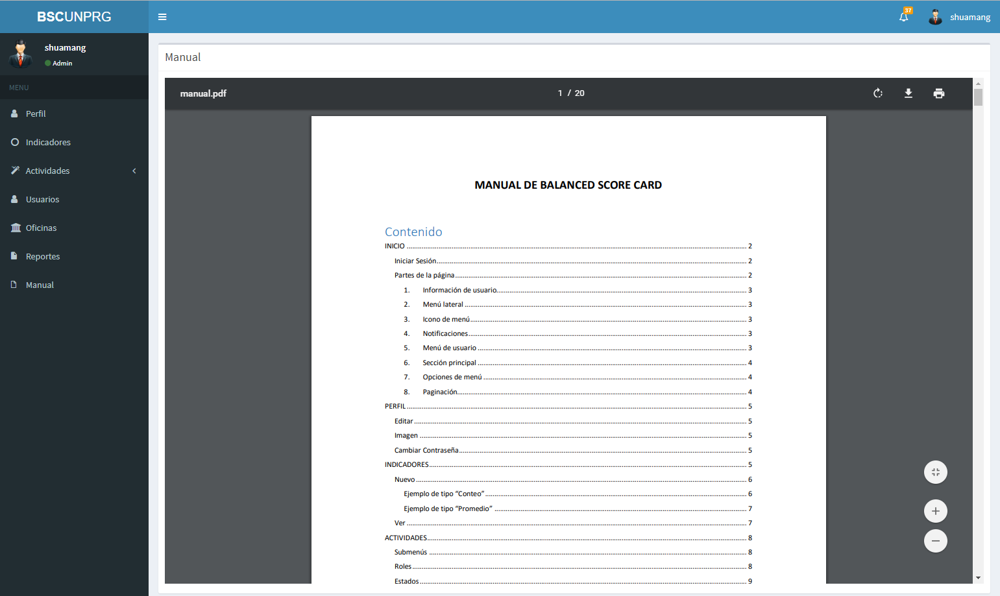 BSCUNPRG
37
shuamang
shuamang
Admin
MENU
Perfil
Indicadores
Actividades
Usuarios
Oficinas
Reportes
Manual
Manual
manual.pdf
1 / 20
MANUAL DE BALANCED SCORE CARD
Contenido
INICIO 2
Iniciar Sesión 2
Partes de la página 2
1. Información de usuario 3
2. Menú lateral 3
3. Icono de menú 3
4. Notificaciones 3
5. Menú de usuario 3
6. Sección principal 4
7. Opciones de menú 4
8. Paginación 4
PERFIL 5
Editar 5
Imagen 5
Cambiar Contraseña 5
INDICADORES 5
Nuevo 6
Ejemplo de tipo “Conteo” 6
Ejemplo de tipo “Promedio” 7
Ver 7
ACTIVIDADES 8
Submenús 8
Roles 8
Estados 9